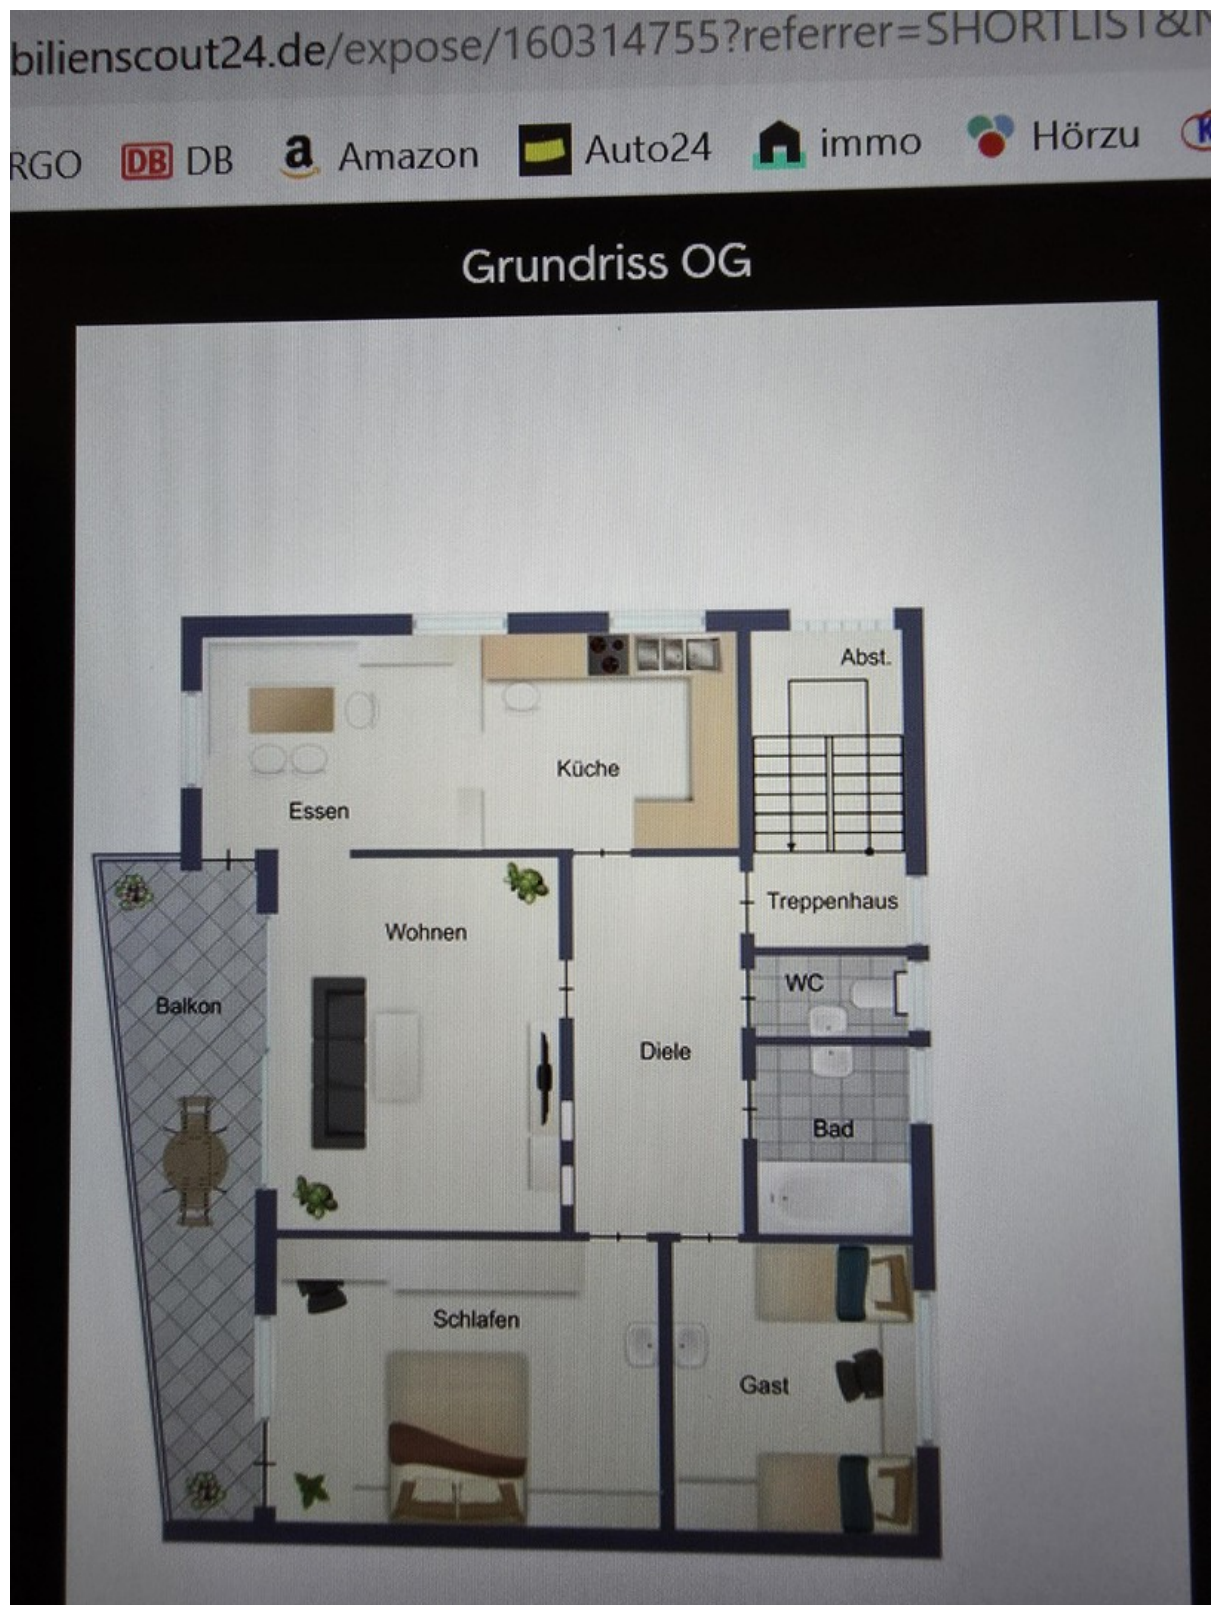 bilienscout24.de/expose/160314755?referrer=SHORTLIST&
RGO DB DB a Amazon Auto24 immo Hörzu K
Grundriss OG
Abst.
Küche
Essen
Treppenhaus
Wohnen
WC
Balkon
Diele
Bad
Schlafen
Gast